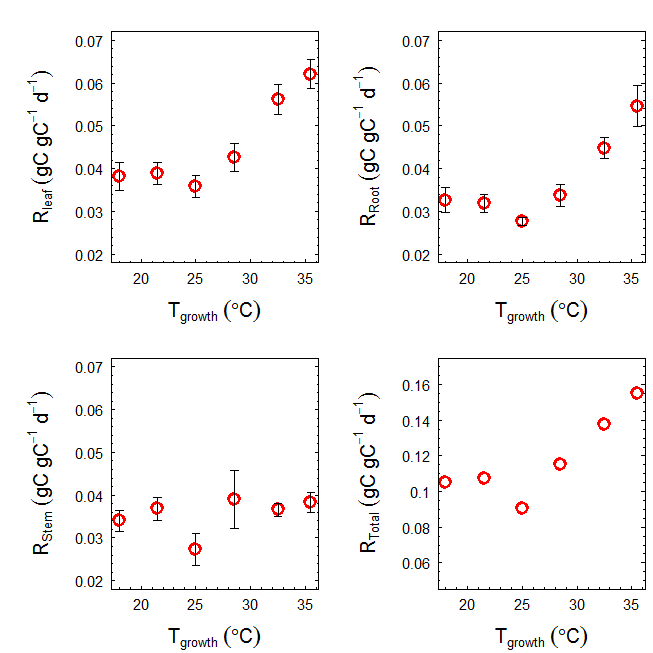 0.07
0.06
0.05
0.04
0.03
0.02
R_leaf (gC gC⁻¹ d⁻¹)
20 25 30 35
T_growth (°C)
0.07
0.06
0.05
0.04
0.03
0.02
R_Root (gC gC⁻¹ d⁻¹)
20 25 30 35
T_growth (°C)
0.07
0.06
0.05
0.04
0.03
0.02
R_Stem (gC gC⁻¹ d⁻¹)
20 25 30 35
T_growth (°C)
0.16
0.14
0.12
0.1
0.08
0.06
R_Total (gC gC⁻¹ d⁻¹)
20 25 30 35
T_growth (°C)